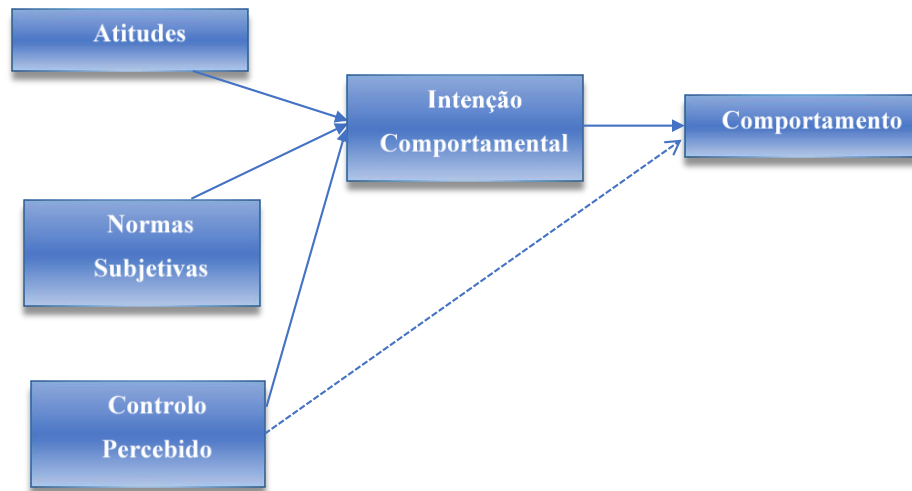 Atitudes
Intenção
Comportamental
Comportamento
Normas
Subjetivas
Controlo
Percebido